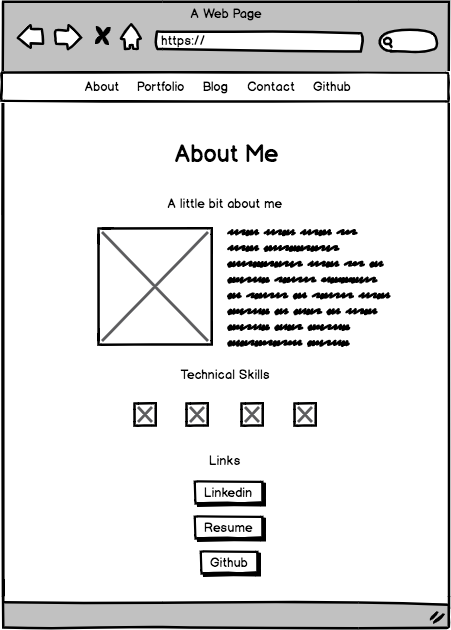 A Web Page
https://
About Portfolio Blog Contact Github
About Me
A little bit about me
Technical Skills
Links
Linkedin
Resume
Github